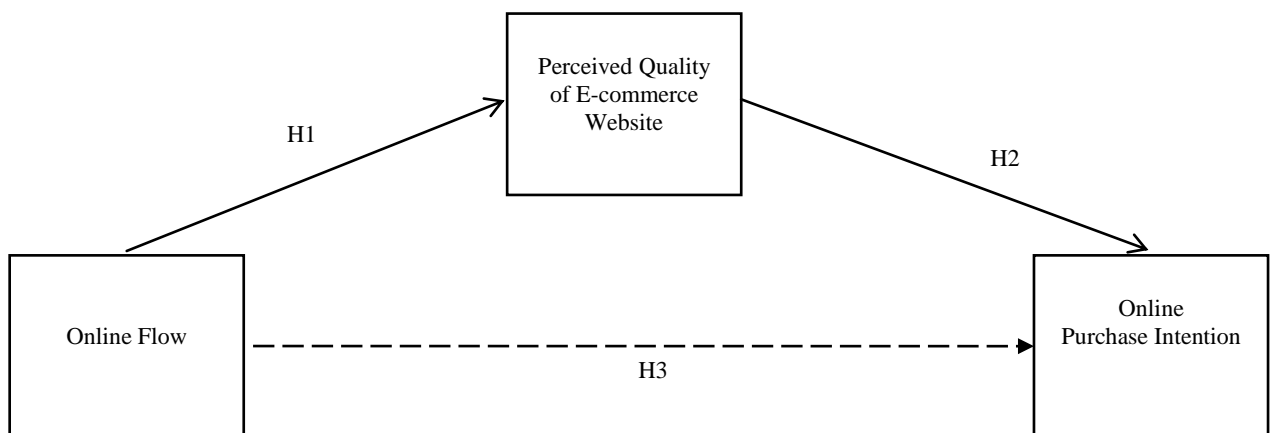 Perceived Quality
of E-commerce
Website
H1
H2
Online Flow
Online
Purchase Intention
H3